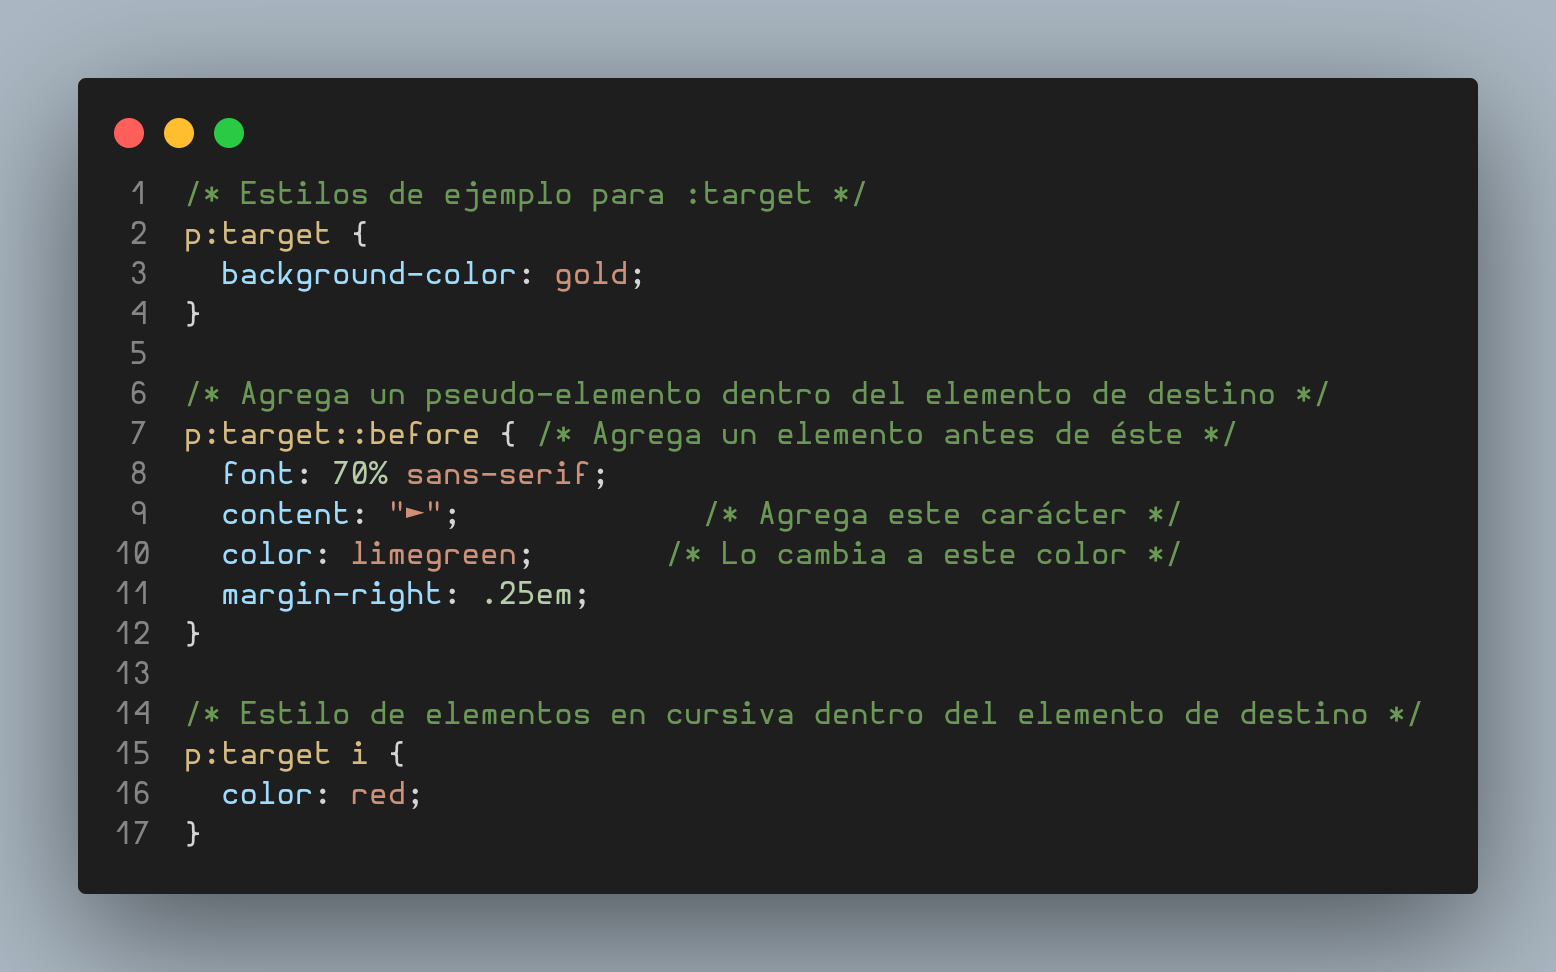 1 /* Estilos de ejemplo para :target */
2 p:target {
3   background-color: gold;
4 }
5
6 /* Agrega un pseudo-elemento dentro del elemento de destino */
7 p:target::before { /* Agrega un elemento antes de éste */
8   font: 70% sans-serif;
9   content: "►";             /* Agrega este carácter */
10   color: limegreen;       /* Lo cambia a este color */
11   margin-right: .25em;
12 }
13
14 /* Estilo de elementos en cursiva dentro del elemento de destino */
15 p:target i {
16   color: red;
17 }